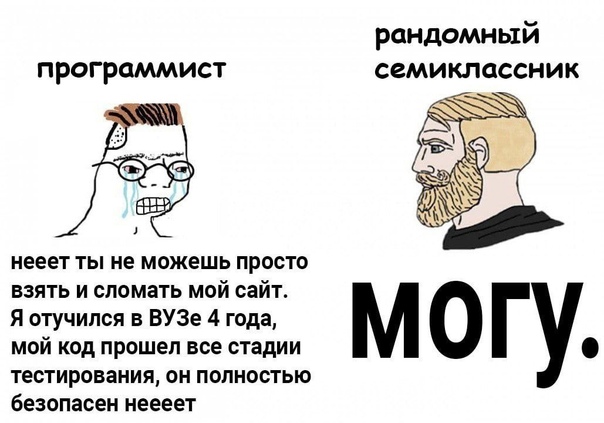 программист
нееет ты не можешь просто
взять и сломать мой сайт.
Я отучился в ВУЗе 4 года,
мой код прошел все стадии
тестирования, он полностью
безопасен неееет
рандомный
семиклассник
могу.